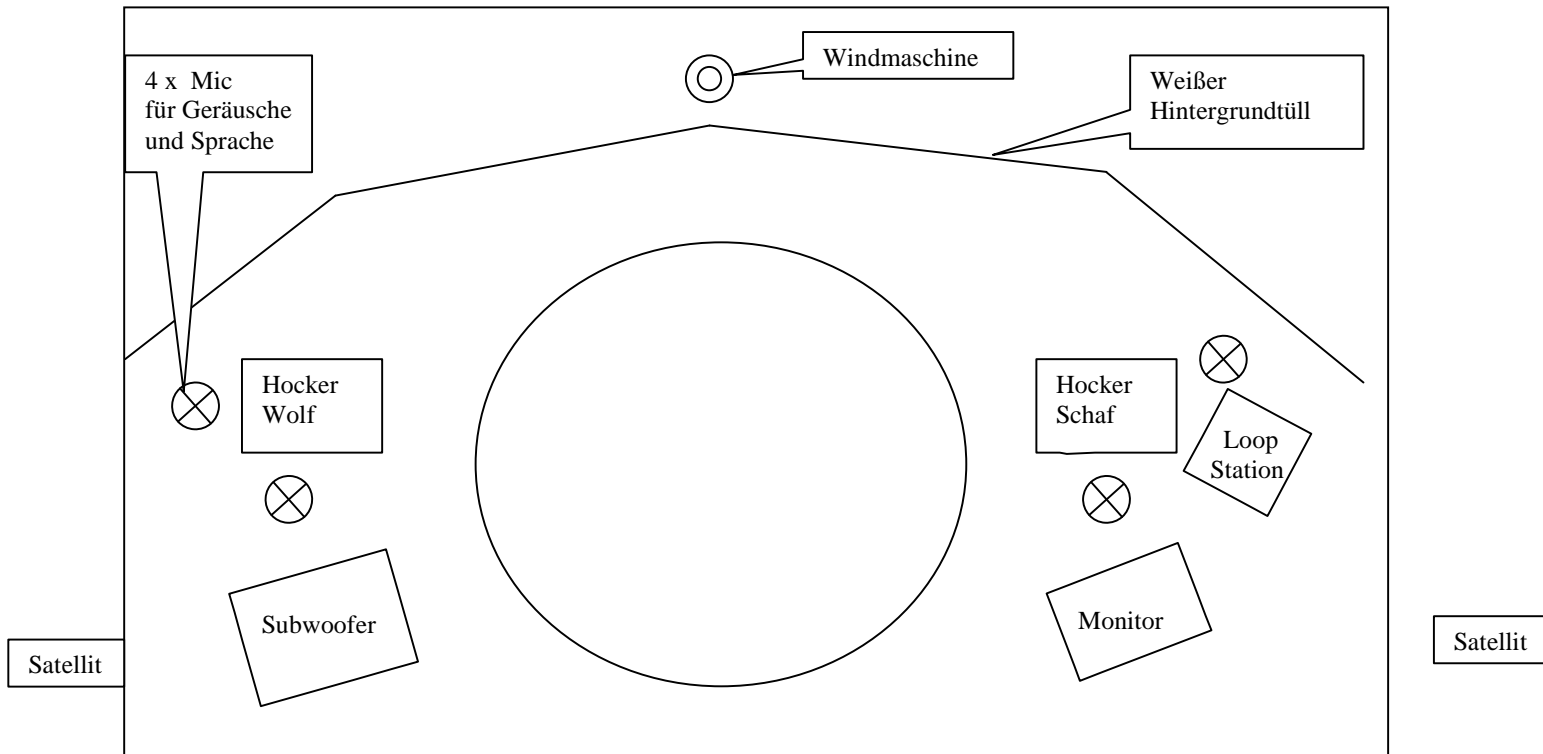 Windmaschine
4 x Mic
für Geräusche
und Sprache
Weißer
Hintergrundtüll
Hocker
Wolf
Hocker
Schaf
Loop
Station
Subwoofer
Monitor
Satellit
Satellit